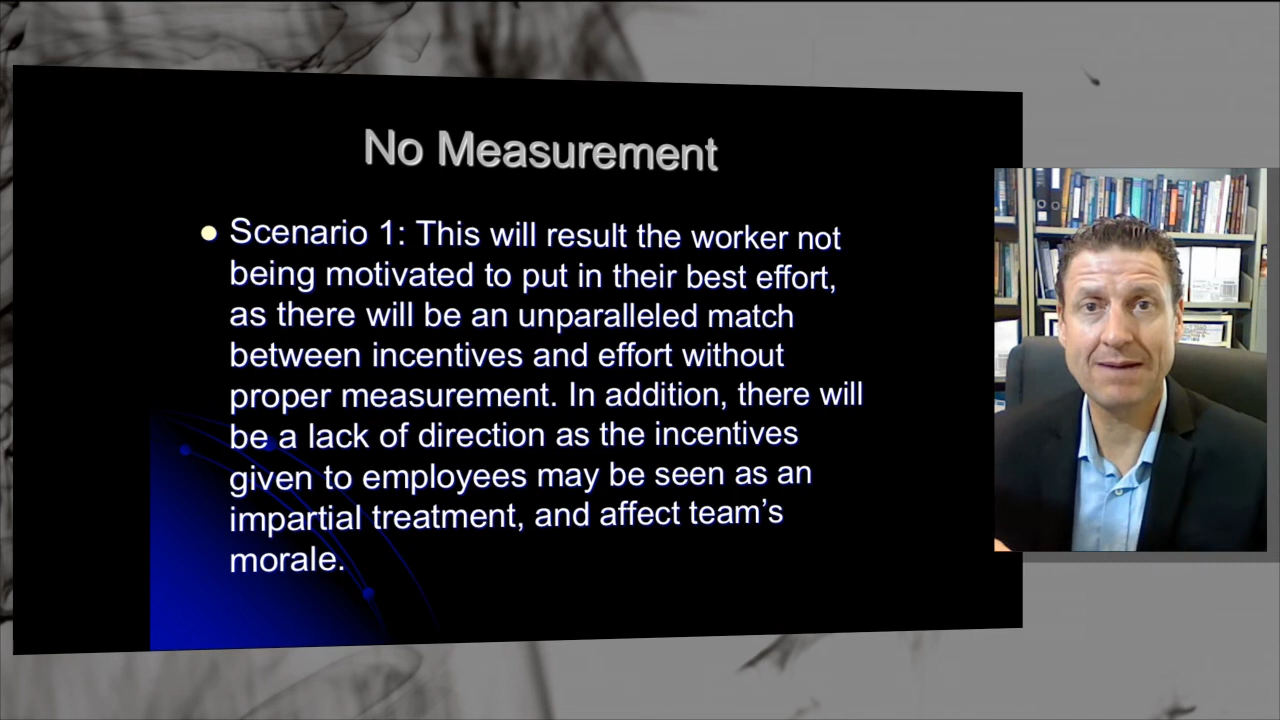 No Measurement
Scenario 1: This will result the worker not
being motivated to put in their best effort,
as there will be an unparalleled match
between incentives and effort without
proper measurement. In addition, there will
be a lack of direction as the incentives
given to employees may be seen as an
impartial treatment, and affect team’s
morale.